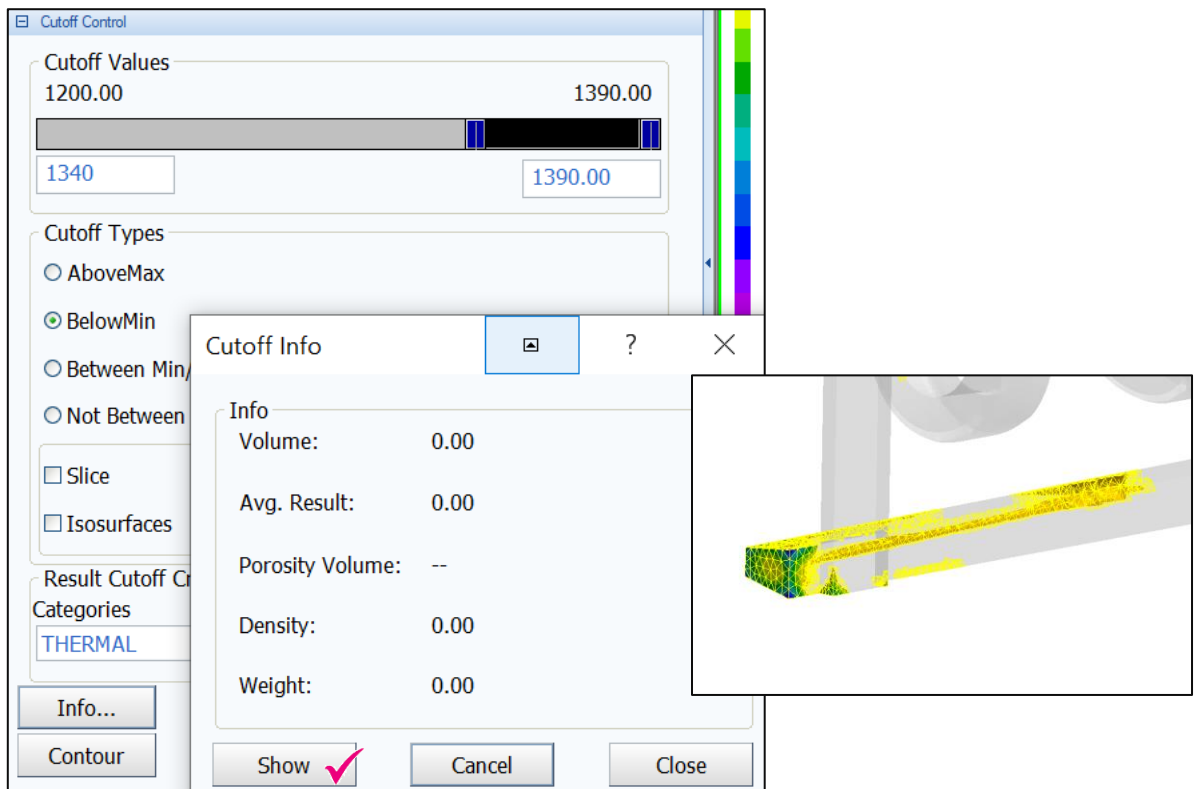 Cutoff Control
Cutoff Values
1200.00 1390.00
1340 1390.00
Cutoff Types
AboveMax
BelowMin
Between Min/
Not Between
Slice
Isosurfaces
Result Cutoff Cr
Categories
THERMAL
Info...
Contour
Cutoff Info ?
Info
Volume: 0.00
Avg. Result: 0.00
Porosity Volume: --
Density: 0.00
Weight: 0.00
Show Cancel Close